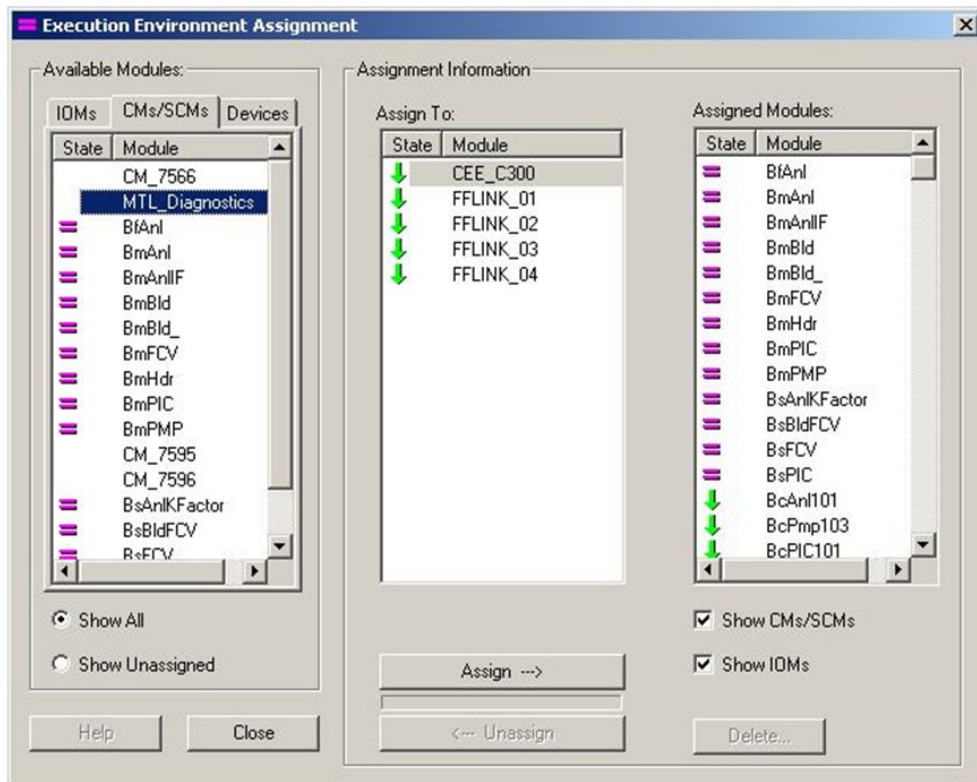 Execution Environment Assignment
Available Modules:
IOMs CMs/SCMs Devices
State Module
CM_7566
MTL_Diagnostics
BfAnl
BmAnl
BmAnlIF
BmBld
BmBld_
BmFCV
BmHdr
BmPIC
BmPMP
CM_7595
CM_7596
BsAnlKFactor
BsBldFCV
BsFCV
Show All
Show Unassigned
Help
Close
Assignment Information
Assign To:
State Module
CEE_C300
FFLINK_01
FFLINK_02
FFLINK_03
FFLINK_04
Assign --->
<--- Unassign
Assigned Modules:
State Module
BfAnl
BmAnl
BmAnlIF
BmBld
BmBld_
BmFCV
BmHdr
BmPIC
BmPMP
BsAnlKFactor
BsBldFCV
BsFCV
BsPIC
BcAnl101
BcPmp103
BcPIC101
Show CMs/SCMs
Show IOMs
Delete...